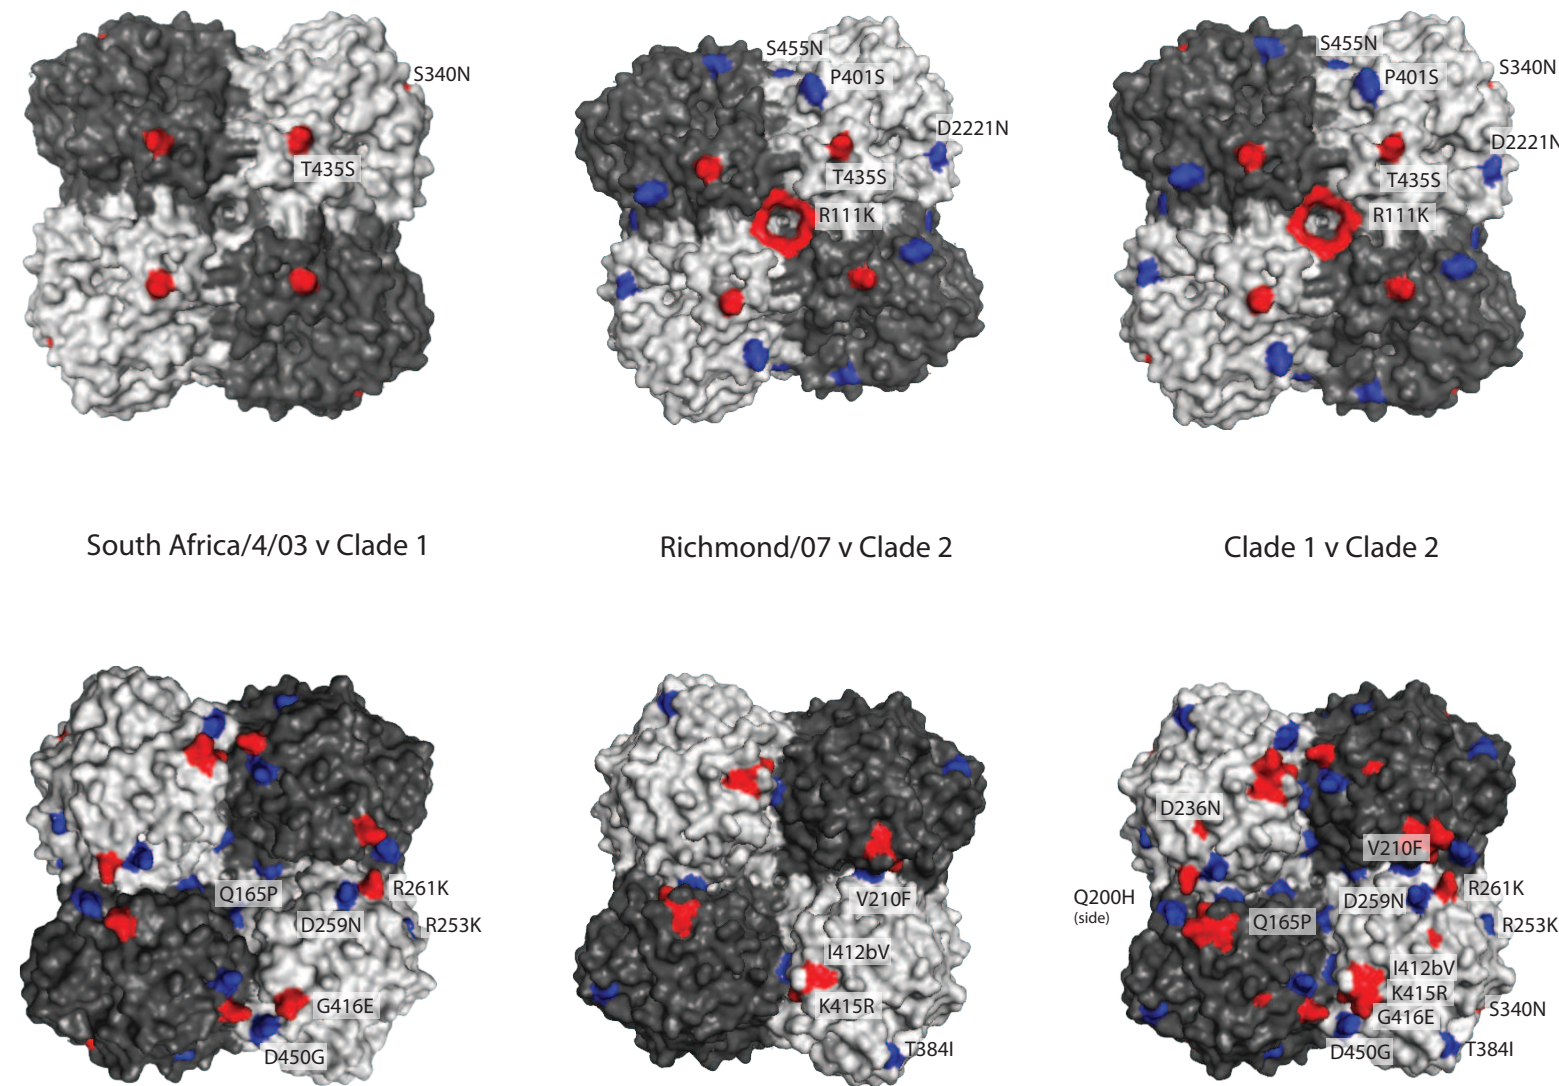 S340N
T435S
S455N
P401S
D2221N
T435S
R111K
S455N
P401S
S340N
D2221N
T435S
R111K
South Africa/4/03 v Clade 1
Richmond/07 v Clade 2
Clade 1 v Clade 2
Q165P
R261K
D259N
R253K
G416E
D450G
V210F
I412bV
K415R
T384I
D236N
V210F
Q200H
(side)
R261K
D259N
Q165P
R253K
I412bV
K415R
S340N
G416E
D450G
T384I